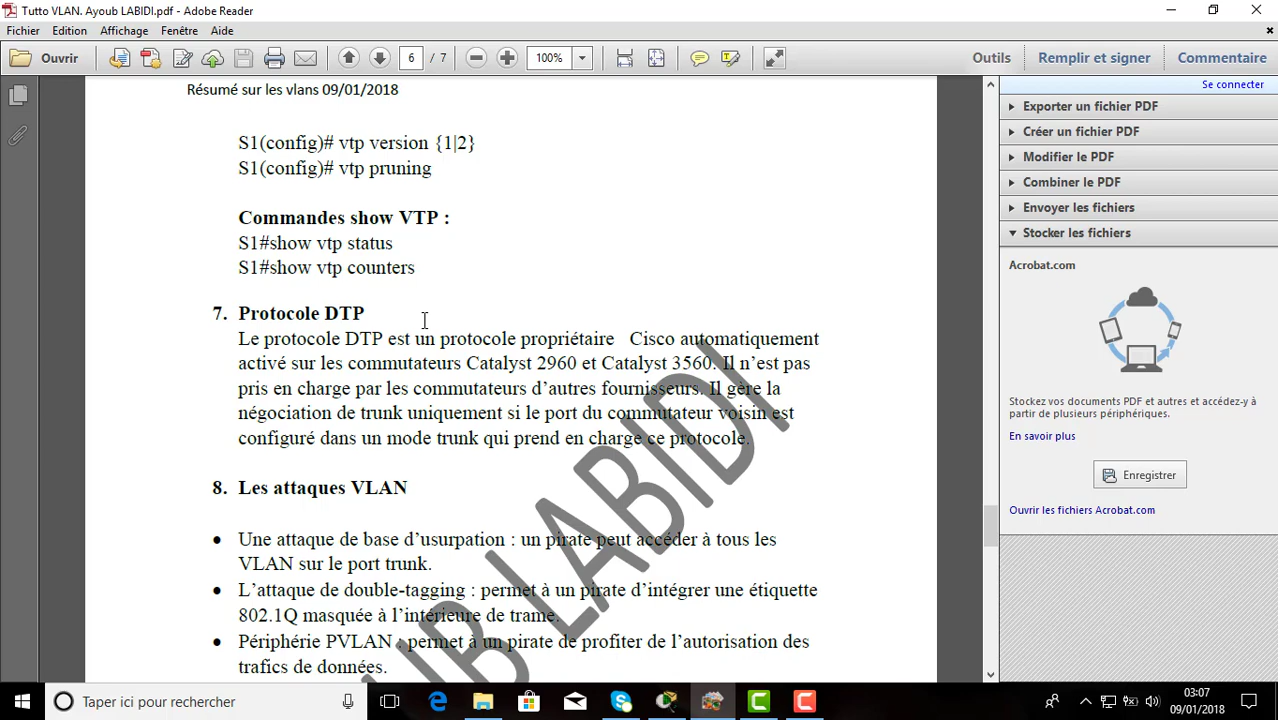 Tutto VLAN. Ayoub LABIDI.pdf - Adobe Reader
Fichier Edition Affichage Fenêtre Aide
Ouvrir 6 / 7 100% Outils Remplir et signer Commentaire
Se connecter
Résumé sur les vlans 09/01/2018
S1(config)# vtp version {1|2}
S1(config)# vtp pruning
Commandes show VTP :
S1#show vtp status
S1#show vtp counters
7. Protocole DTP
Le protocole DTP est un protocole propriétaire Cisco automatiquement
activé sur les commutateurs Catalyst 2960 et Catalyst 3560. Il n’est pas
pris en charge par les commutateurs d’autres fournisseurs. Il gère la
négociation de trunk uniquement si le port du commutateur voisin est
configuré dans un mode trunk qui prend en charge ce protocole.
8. Les attaques VLAN
• Une attaque de base d’usurpation : un pirate peut accéder à tous les
VLAN sur le port trunk.
• L’attaque de double-tagging : permet à un pirate d’intégrer une étiquette
802.1Q masquée à l’intérieure de trame.
• Périphérie PVLAN : permet à un pirate de profiter de l’autorisation des
trafics de données.
UB LABIDI
Exporter un fichier PDF
Créer un fichier PDF
Modifier le PDF
Combiner le PDF
Envoyer les fichiers
Stocker les fichiers
Acrobat.com
Stockez vos documents PDF et autres et accédez-y à
partir de plusieurs périphériques.
En savoir plus
Enregistrer
Ouvrir les fichiers Acrobat.com
Taper ici pour rechercher
03:07
09/01/2018